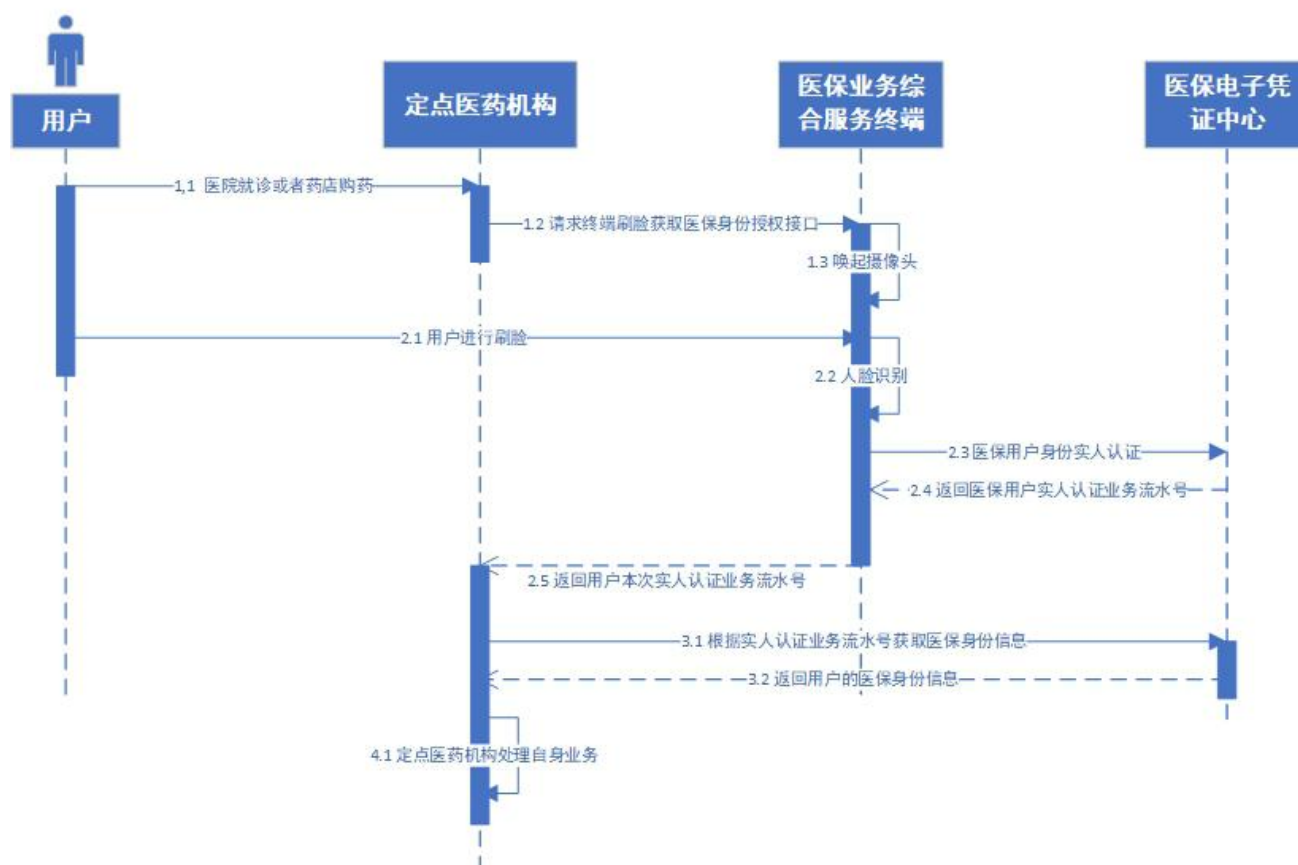 用户
定点医药机构
医保业务综
合服务终端
医保电子凭
证中心
1,1 医院就诊或者药店购药
1.2 请求终端刷脸获取医保身份授权接口
1.3 唤起摄像头
2.1 用户进行刷脸
2.2 人脸识别
2.3 医保用户身份实人认证
2.4 返回医保用户实人认证业务流水号
2.5 返回用户本次实人认证业务流水号
3.1 根据实人认证业务流水号获取医保身份信息
3.2 返回用户的医保身份信息
4.1 定点医药机构处理自身业务